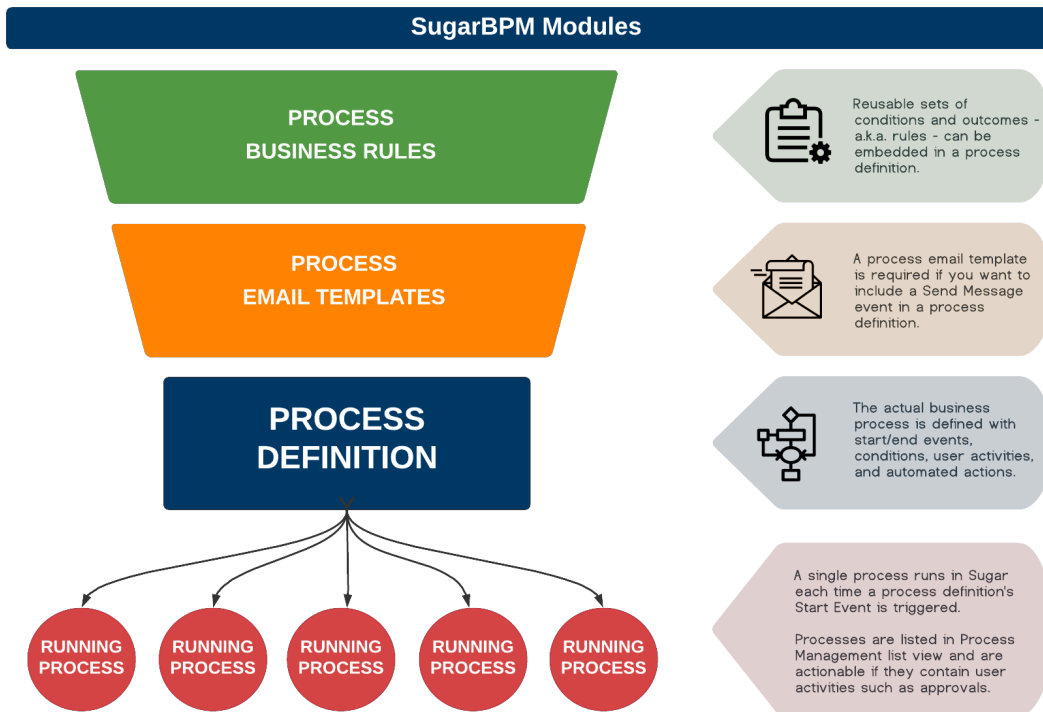 SugarBPM Modules
PROCESS
BUSINESS RULES
Reusable sets of
conditions and outcomes -
a.k.a. rules - can be
embedded in a process
definition.
PROCESS
EMAIL TEMPLATES
A process email template
is required if you want to
include a Send Message
event in a process
definition.
PROCESS
DEFINITION
The actual business
process is defined with
start/end events,
conditions, user activities,
and automated actions.
RUNNING
PROCESS
RUNNING
PROCESS
RUNNING
PROCESS
RUNNING
PROCESS
RUNNING
PROCESS
A single process runs in Sugar
each time a process definition's
Start Event is triggered.
Processes are listed in Process
Management list view and are
actionable if they contain user
activities such as approvals.